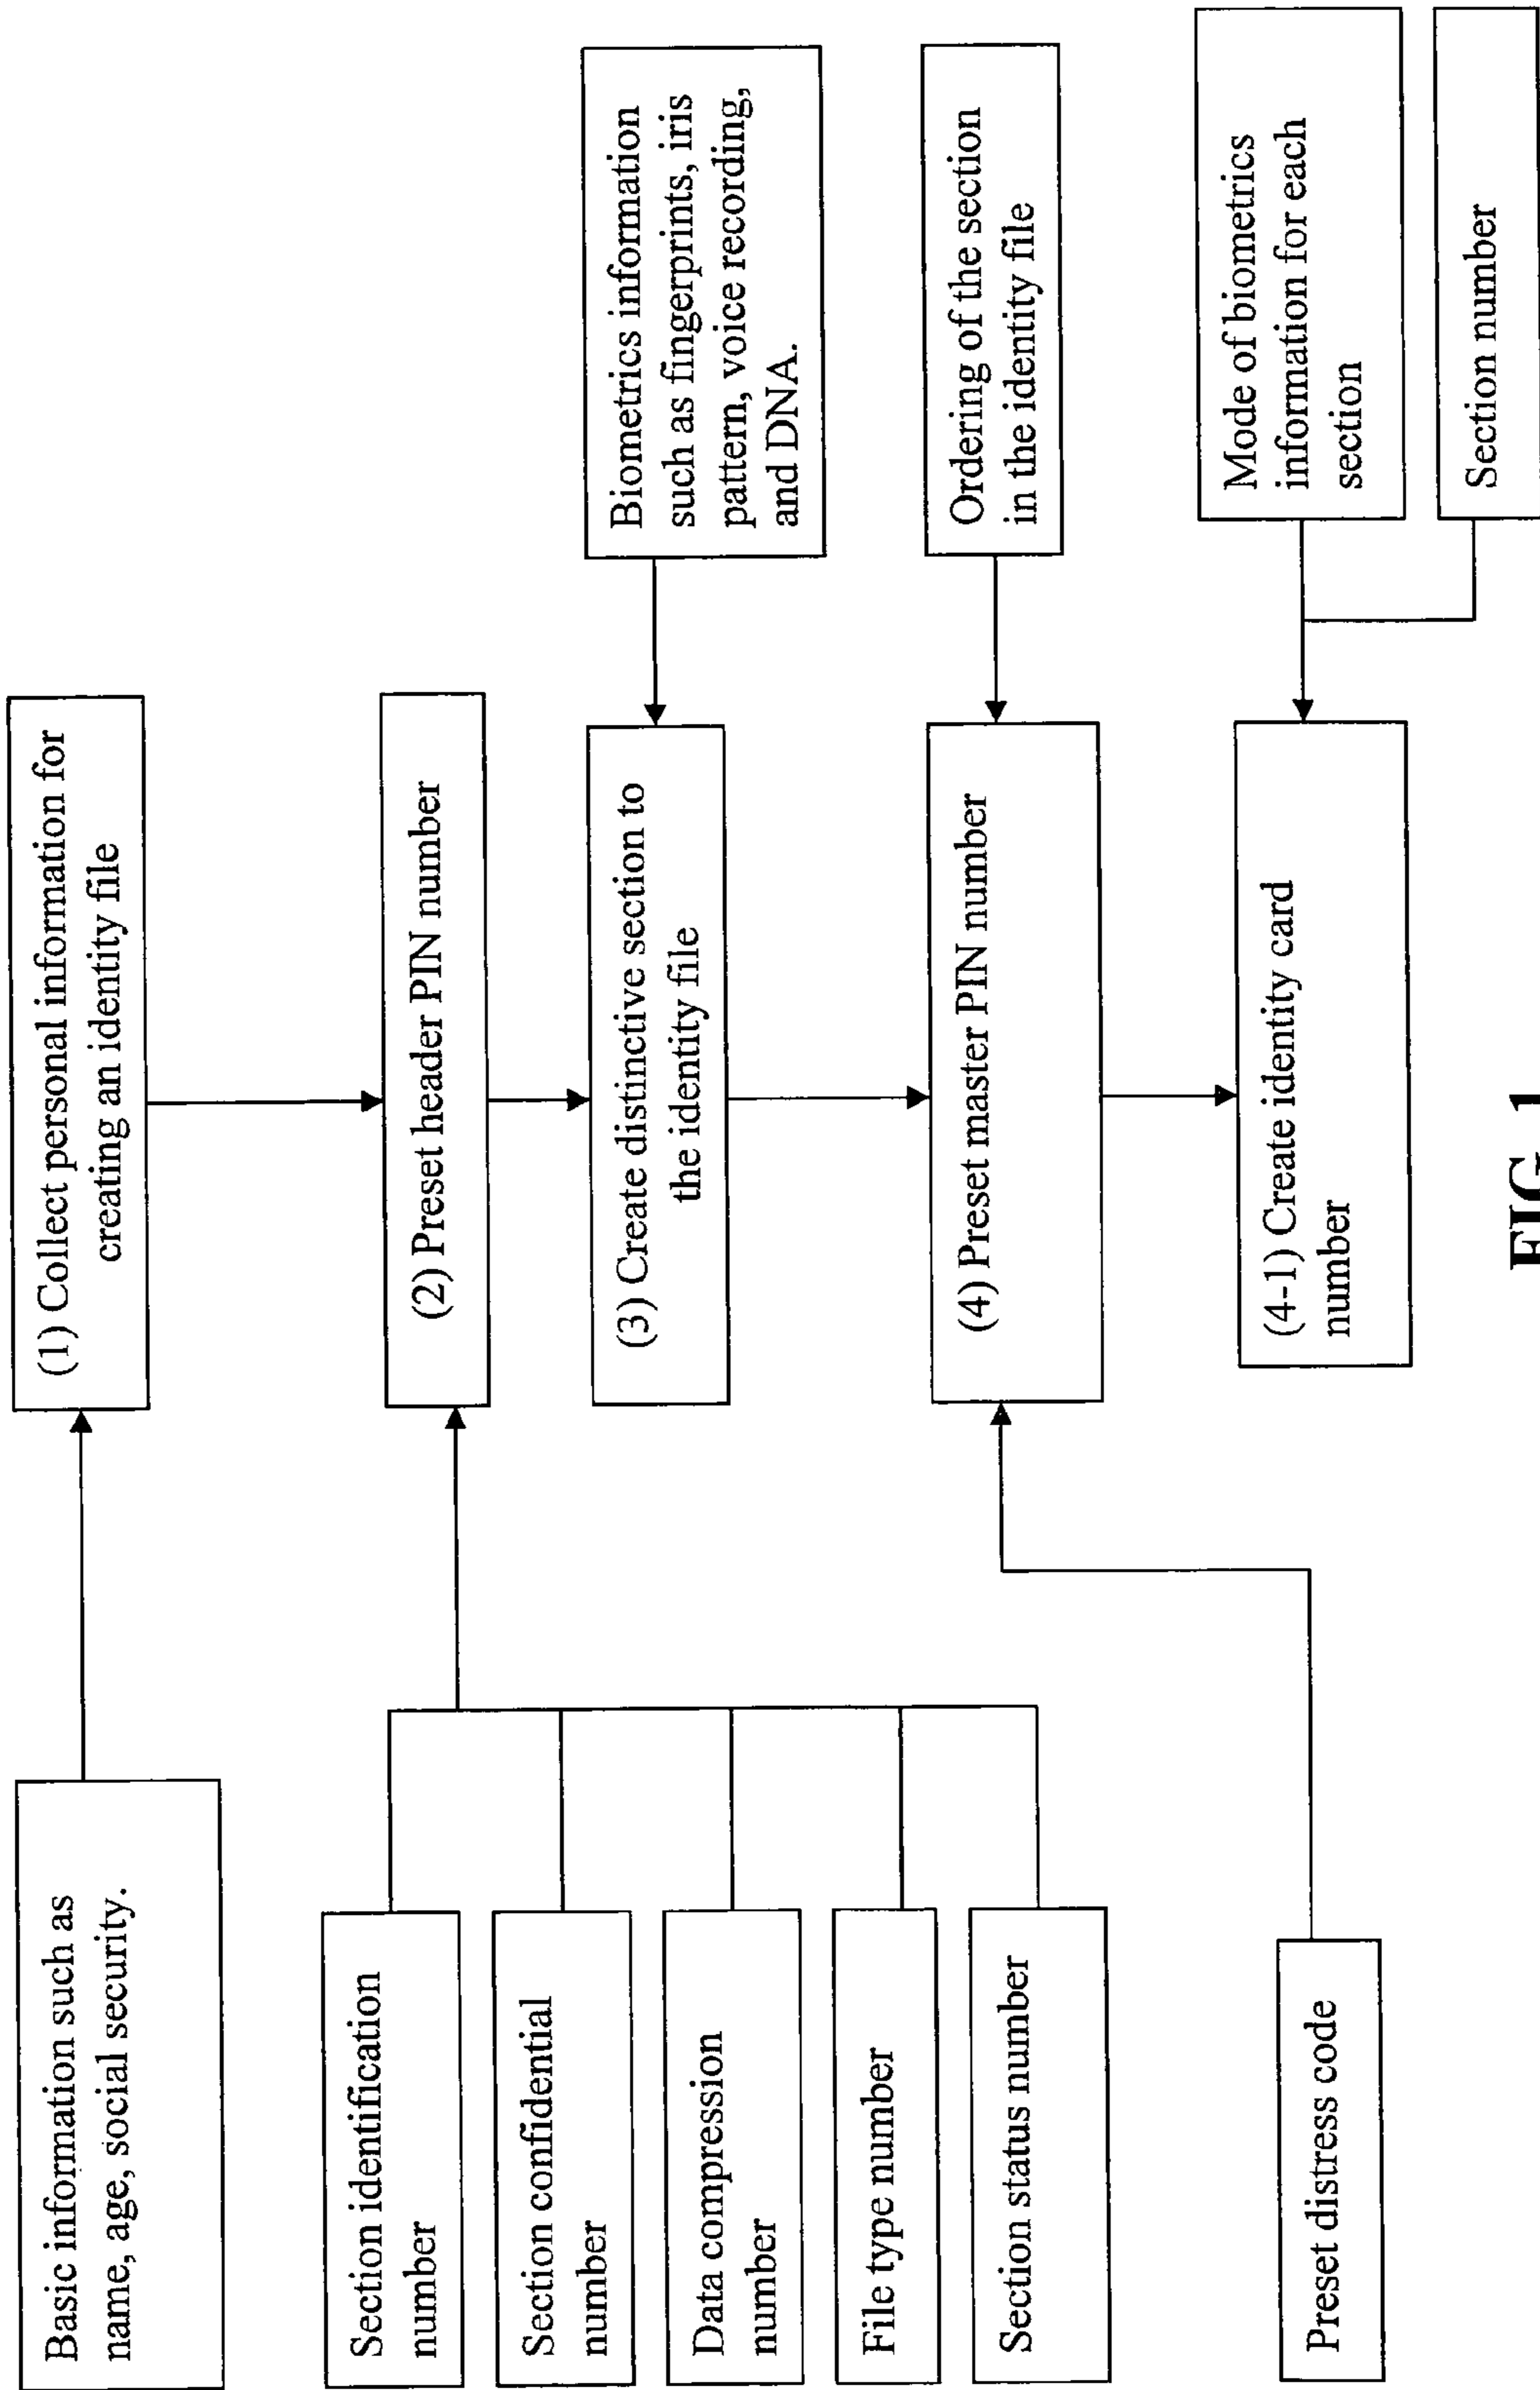 Basic information such as
name, age, social security.
(1) Collect personal information for
creating an identity file
Section identification
number
Section confidential
number
Data compression
number
File type number
Section status number
(2) Preset header PIN number
(3) Create distinctive section to
the identity file
Biometrics information
such as fingerprints, iris
pattern, voice recording,
and DNA.
Preset distress code
(4) Preset master PIN number
Ordering of the section
in the identity file
(4-1) Create identity card
number
Mode of biometrics
information for each
section
Section number
FIG. 1